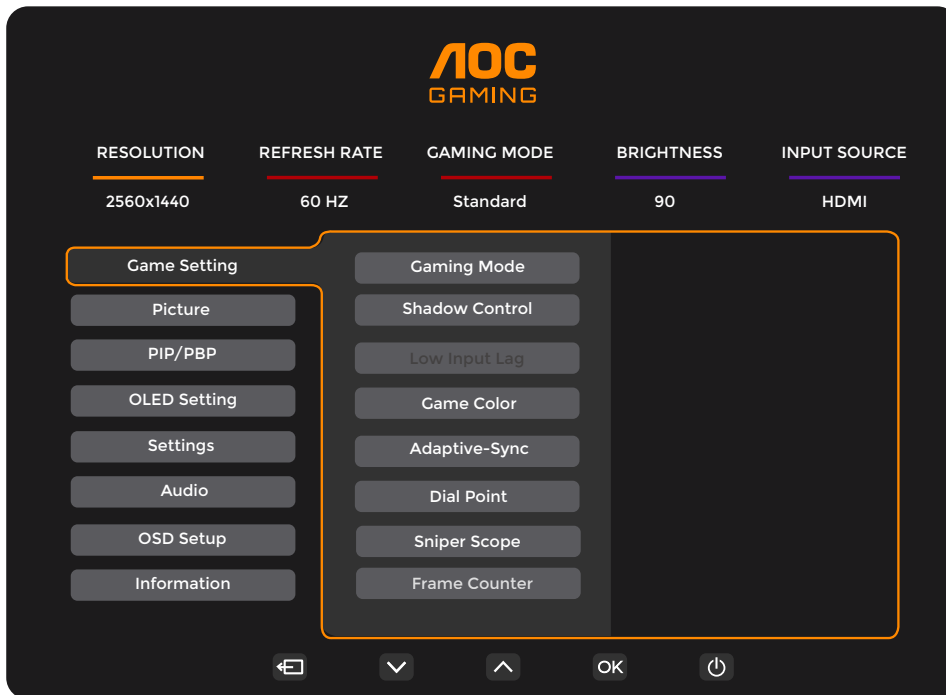 AOC
GAMING
RESOLUTION REFRESH RATE GAMING MODE BRIGHTNESS INPUT SOURCE
2560x1440 60 HZ Standard 90 HDMI
Game Setting
Picture
PIP/PBP
OLED Setting
Settings
Audio
OSD Setup
Information
Gaming Mode
Shadow Control
Low Input Lag
Game Color
Adaptive-Sync
Dial Point
Sniper Scope
Frame Counter
OK